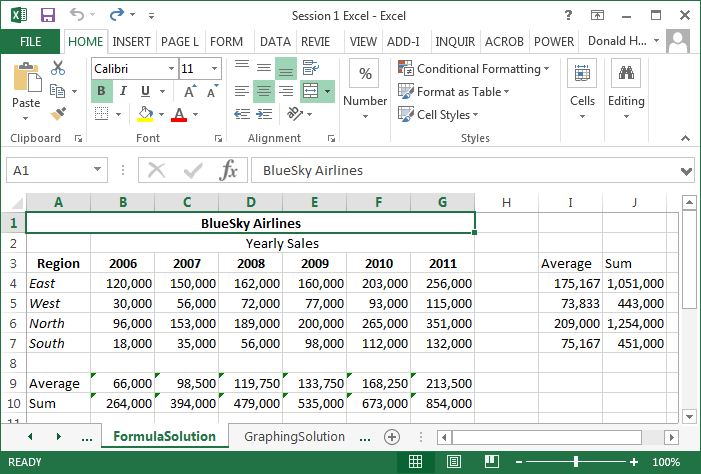 Session 1 Excel - Excel
FILE HOME INSERT PAGE L FORM DATA REVIE VIEW ADD-I INQUIR ACROB POWER Donald H...
Calibri 11 % Conditional Formatting
B I U A A Format as Table
Paste A Number Cell Styles Cells Editing
Clipboard Font Alignment Styles
A1 fx BlueSky Airlines
A B C D E F G H I J
1 BlueSky Airlines
2 Yearly Sales
3 Region 2006 2007 2008 2009 2010 2011 Average Sum
4 East 120,000 150,000 162,000 160,000 203,000 256,000 175,167 1,051,000
5 West 30,000 56,000 72,000 77,000 93,000 115,000 73,833 443,000
6 North 96,000 153,000 189,000 200,000 265,000 351,000 209,000 1,254,000
7 South 18,000 35,000 56,000 98,000 112,000 132,000 75,167 451,000
8
9 Average 66,000 98,500 119,750 133,750 168,250 213,500
10 Sum 264,000 394,000 479,000 535,000 673,000 854,000
... FormulaSolution GraphingSolution ...
READY 100%